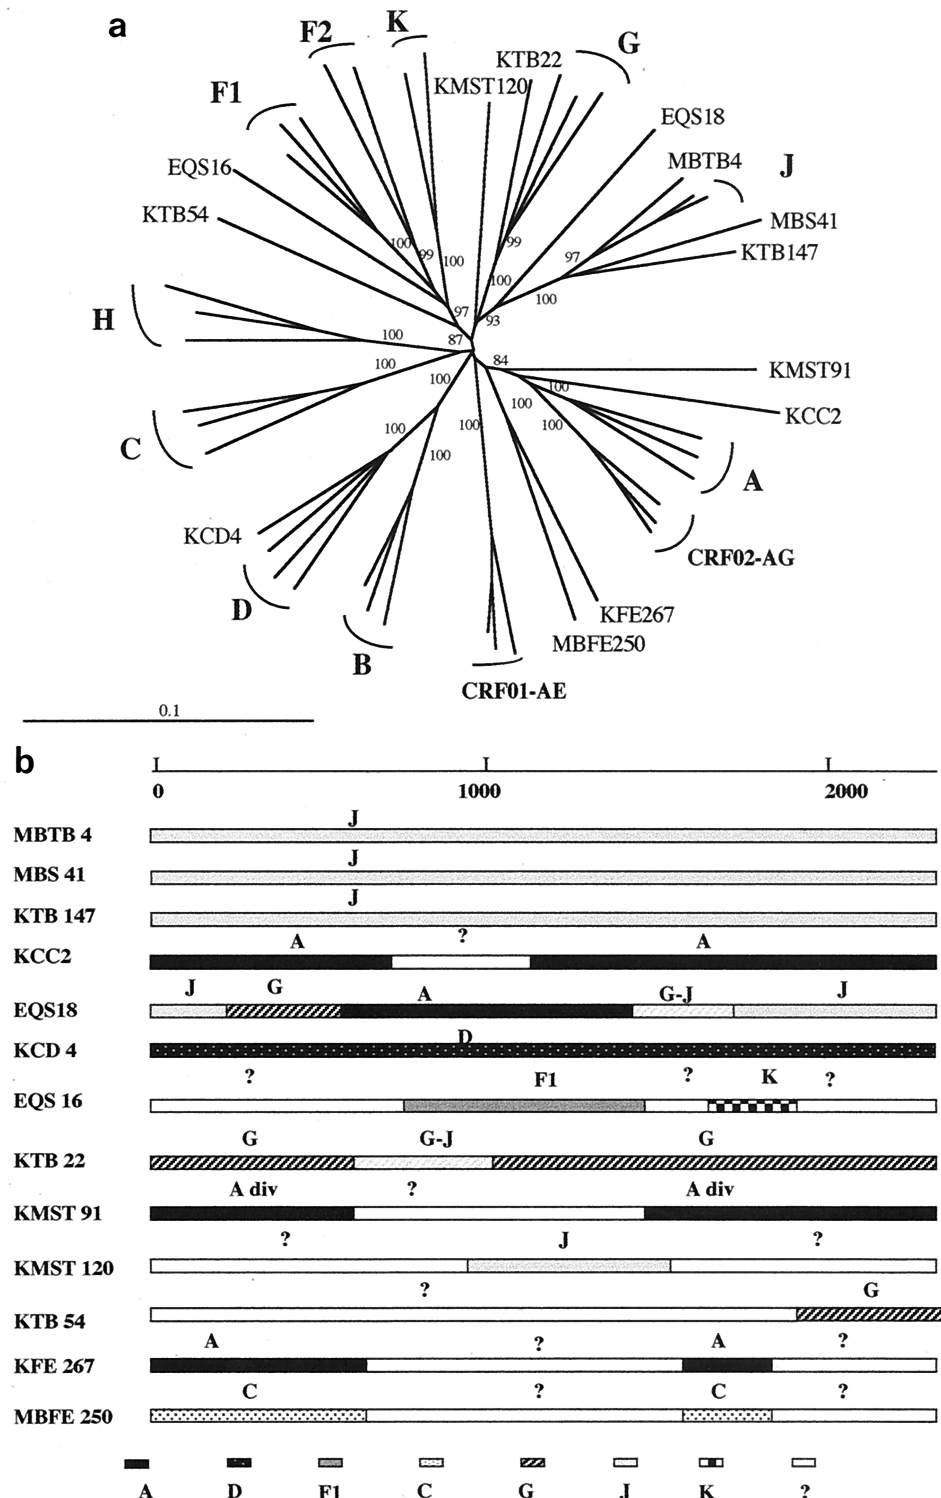 a
F2
K
G
KTB22
KMST120
F1
EQS18
MBTB4
J
EQS16
KTB54
MBS41
KTB147
100
99
100
99
100
97
100
H
97
93
87
100
100
84
100
100
100
100
100
100
100
KMST91
KCC2
C
A
KCD4
CRF02-AG
D
KFE267
MBFE250
B
CRF01-AE
0.1
b
0 1000 2000
J
MBTB 4
J
MBS 41
J
KTB 147
A ? A
KCC2
J G A G-J J
EQS18
D
KCD 4
? F1 ? K ?
EQS 16
G G-J G
KTB 22
A div ? A div
KMST 91
? J ?
KMST 120
? G
KTB 54
A ? A ?
KFE 267
C ? C ?
MBFE 250
A D F1 C G J K ?